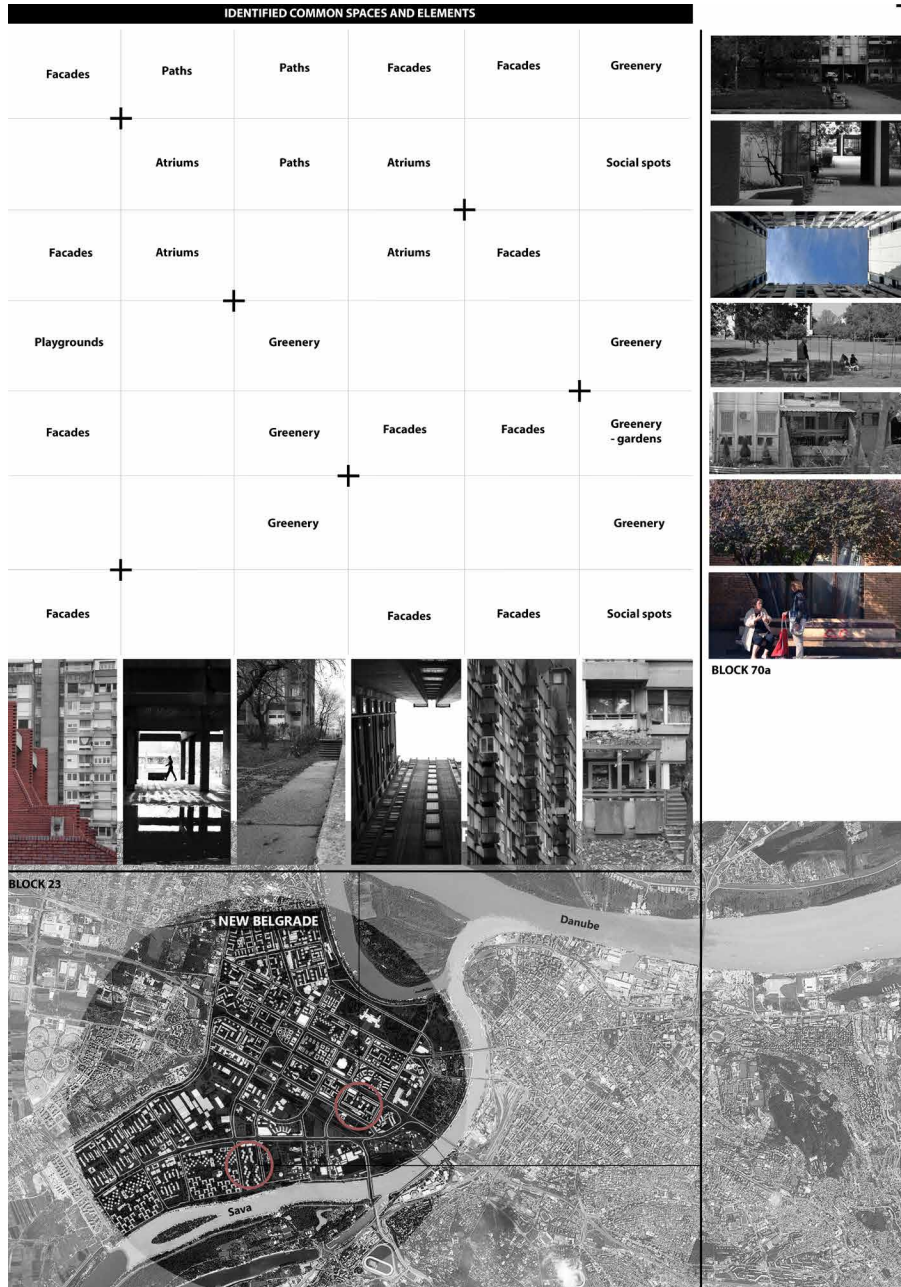 IDENTIFIED COMMON SPACES AND ELEMENTS
Facades
Paths
Paths
Facades
Facades
Greenery
Atriums
Paths
Atriums
Social spots
Facades
Atriums
Atriums
Facades
Playgrounds
Greenery
Greenery
Facades
Greenery
Facades
Facades
Greenery
- gardens
Greenery
Greenery
Facades
Facades
Facades
Social spots
BLOCK 70a
BLOCK 23
NEW BELGRADE
Danube
Sava